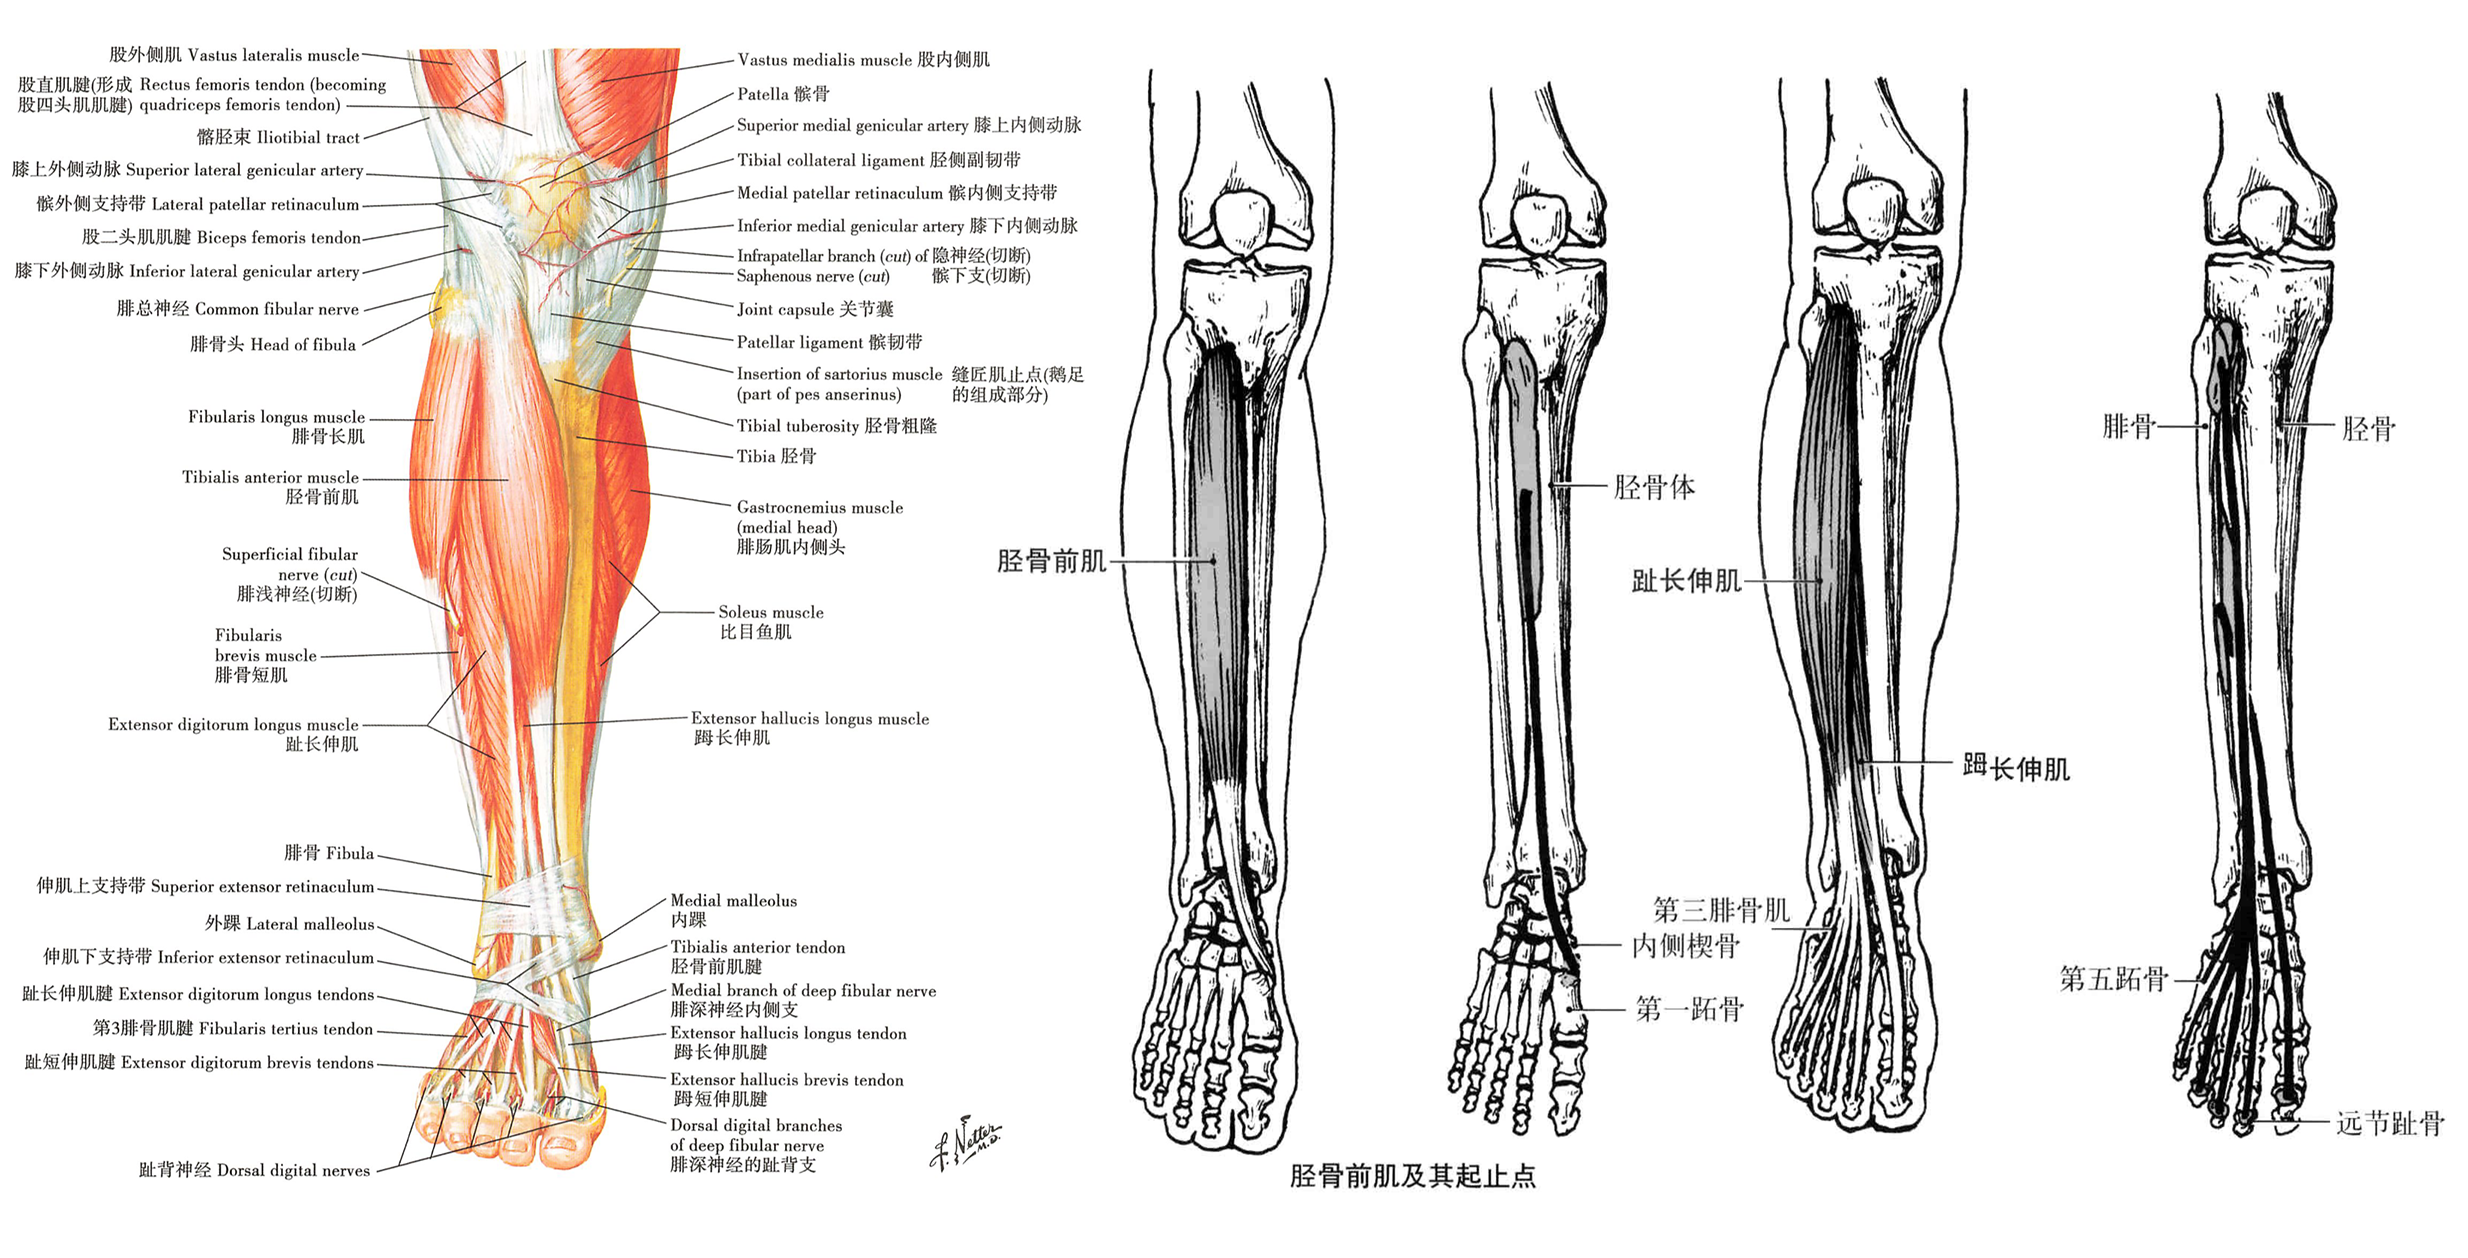 股外侧肌 Vastus lateralis muscle
股直肌腱(形成 Rectus femoris tendon (becoming
股四头肌肌腱) quadriceps femoris tendon)
髂胫束 Iliotibial tract
膝上外侧动脉 Superior lateral genicular artery
髌外侧支持带 Lateral patellar retinaculum
股二头肌肌腱 Biceps femoris tendon
膝下外侧动脉 Inferior lateral genicular artery
腓总神经 Common fibular nerve
腓骨头 Head of fibula
Fibularis longus muscle
腓骨长肌
Tibialis anterior muscle
胫骨前肌
Superficial fibular
nerve (cut)
腓浅神经(切断)
Fibularis
brevis muscle
腓骨短肌
Extensor digitorum longus muscle
趾长伸肌
腓骨 Fibula
伸肌上支持带 Superior extensor retinaculum
外踝 Lateral malleolus
伸肌下支持带 Inferior extensor retinaculum
趾长伸肌腱 Extensor digitorum longus tendons
第3腓骨肌腱 Fibularis tertius tendon
趾短伸肌腱 Extensor digitorum brevis tendons
趾背神经 Dorsal digital nerves
Vastus medialis muscle 股内侧肌
Patella 髌骨
Superior medial genicular artery 膝上内侧动脉
Tibial collateral ligament 胫侧副韧带
Medial patellar retinaculum 髌内侧支持带
Inferior medial genicular artery 膝下内侧动脉
Infrapatellar branch (cut) of 隐神经(切断)
Saphenous nerve (cut) 髌下支(切断)
Joint capsule 关节囊
Patellar ligament 髌韧带
Insertion of sartorius muscle 缝匠肌止点(鹅足
(part of pes anserinus) 的组成部分)
Tibial tuberosity 胫骨粗隆
Tibia 胫骨
Gastrocnemius muscle
(medial head)
腓肠肌内侧头
Soleus muscle
比目鱼肌
Extensor hallucis longus muscle
踇长伸肌
Medial malleolus
内踝
Tibialis anterior tendon
胫骨前肌腱
Medial branch of deep fibular nerve
腓深神经内侧支
Extensor hallucis longus tendon
踇长伸肌腱
Extensor hallucis brevis tendon
踇短伸肌腱
Dorsal digital branches
of deep fibular nerve
腓深神经的趾背支
F. Netter
M.D.
胫骨前肌
胫骨体
内侧楔骨
第一跖骨
胫骨前肌及其起止点
趾长伸肌
踇长伸肌
第三腓骨肌
腓骨
胫骨
第五跖骨
远节趾骨